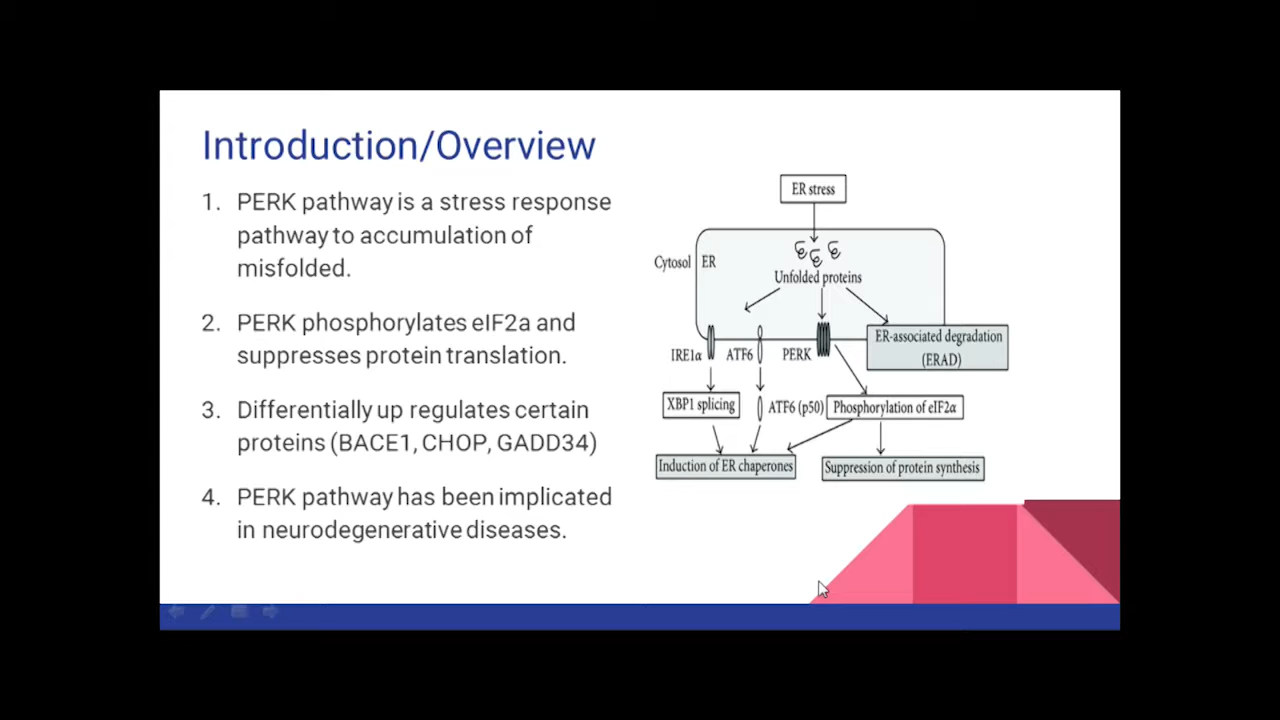 Introduction/Overview
1. PERK pathway is a stress response
pathway to accumulation of
misfolded.
2. PERK phosphorylates eIF2a and
suppresses protein translation.
3. Differentially up regulates certain
proteins (BACE1, CHOP, GADD34)
4. PERK pathway has been implicated
in neurodegenerative diseases.
ER stress
Cytosol
ER
Unfolded proteins
IRE1α
ATF6
PERK
ER-associated degradation
(ERAD)
XBP1 splicing
ATF6 (p50)
Phosphorylation of eIF2α
Induction of ER chaperones
Suppression of protein synthesis